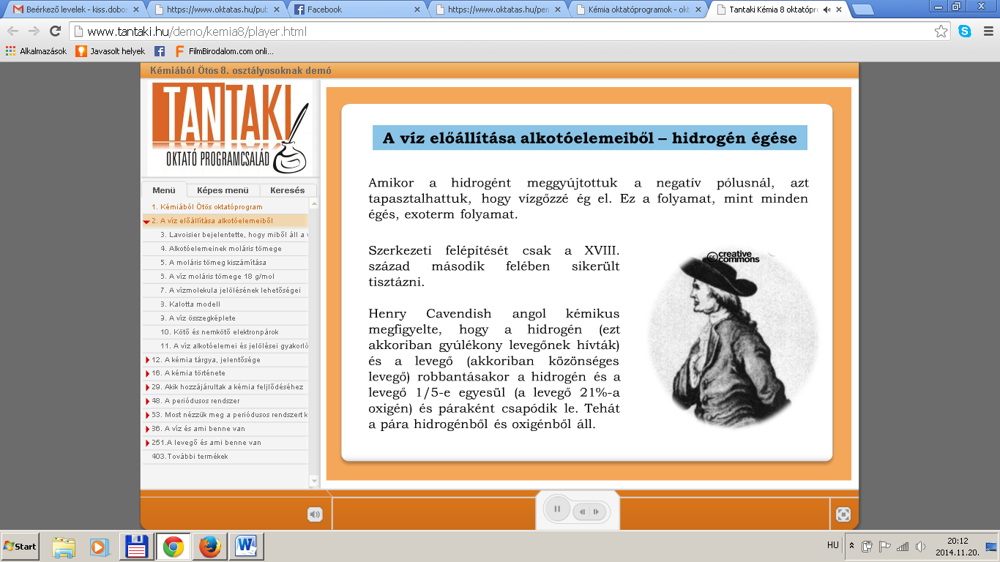 Beérkező levelek - kiss.dobos
https://www.oktatas.hu/pub
Facebook
https://www.oktatas.hu/pem
Kémia oktatóprogramok - okt
Tantaki Kémia 8 oktatópro
www.tantaki.hu/demo/kemia8/player.html
Alkalmazások
Javasolt helyek
FilmBirodalom.com onli...
Kémiából Ötös 8. osztályosoknak demó
TANTAKI
OKTATÓ PROGRAMCSALÁD
Menü
Képes menü
Keresés
1. Kémiából Ötös oktatóprogram
2. A víz előállítása alkotóelemeiből
3. Lavoisier bejelentette, hogy miből áll a v
4. Alkotóelemeinek moláris tömege
5. A moláris tömeg kiszámítása
6. A víz moláris tömege 18 g/mol
7. A vízmolekula jelölésének lehetőségei
8. Kalotta modell
9. A víz összegképlete
10. Kötő és nemkötő elektronpárok
11. A víz alkotóelemei és jelölései gyakorló
12. A kémia tárgya, jelentősége
16. A kémia története
29. Akik hozzájárultak a kémia feljlődéséhez
48. A periódusos rendszer
63. Most nézzük meg a periódusos rendszert k
86. A víz és ami benne van
251.A levegő és ami benne van
403.További termékek
A víz előállítása alkotóelemeiből – hidrogén égése
Amikor a hidrogént meggyújtottuk a negatív pólusnál, azt
tapasztalhattuk, hogy vízgőzzé ég el. Ez a folyamat, mint minden
égés, exoterm folyamat.
Szerkezeti felépítését csak a XVIII.
század második felében sikerült
tisztázni.
Henry Cavendish angol kémikus
megfigyelte, hogy a hidrogén (ezt
akkoriban gyúlékony levegőnek hívták)
és a levegő (akkoriban közönséges
levegő) robbantásakor a hidrogén és a
levegő 1/5-e egyesül (a levegő 21%-a
oxigén) és páraként csapódik le. Tehát
a pára hidrogénből és oxigénből áll.
cc creative
commons
Start
HU
20:12
2014.11.20.